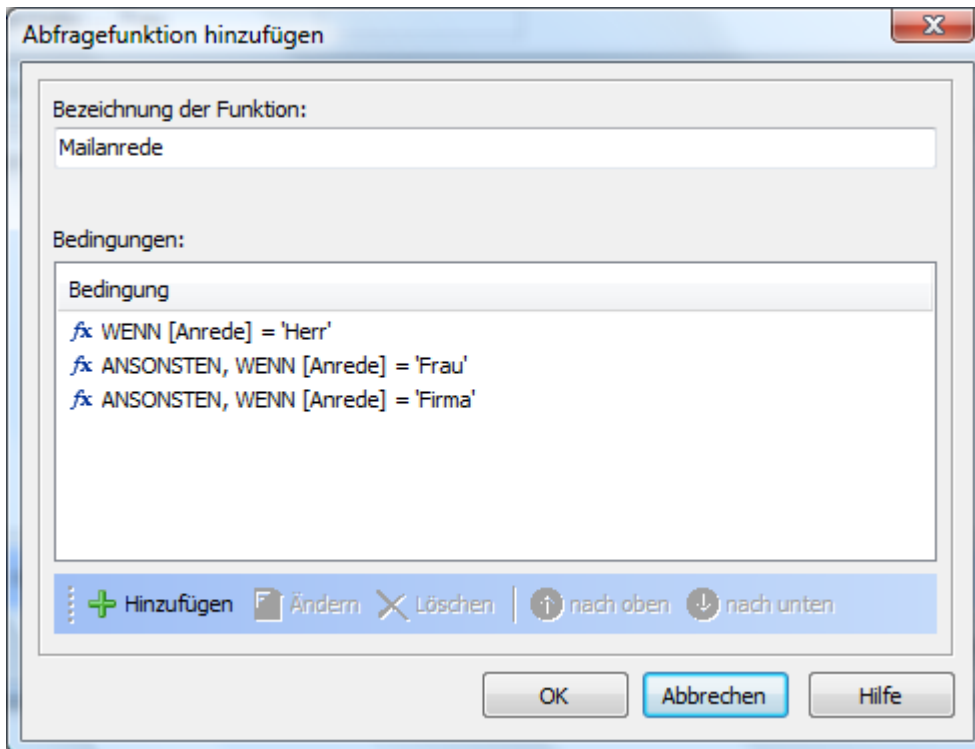 Abfragefunktion hinzufügen
Bezeichnung der Funktion:
Mailanrede
Bedingungen:
Bedingung
fx WENN [Anrede] = 'Herr'
fx ANSONSTEN, WENN [Anrede] = 'Frau'
fx ANSONSTEN, WENN [Anrede] = 'Firma'
Hinzufügen Ändern Löschen nach oben nach unten
OK Abbrechen Hilfe